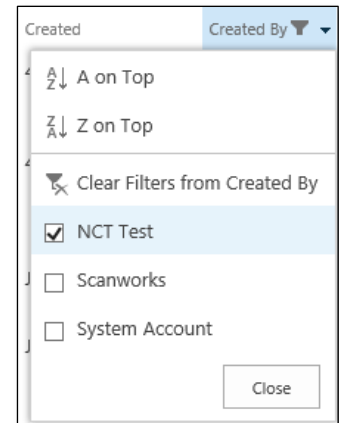 Created Created By
A on Top
Z on Top
Clear Filters from Created By
NCT Test
Scanworks
System Account
Close